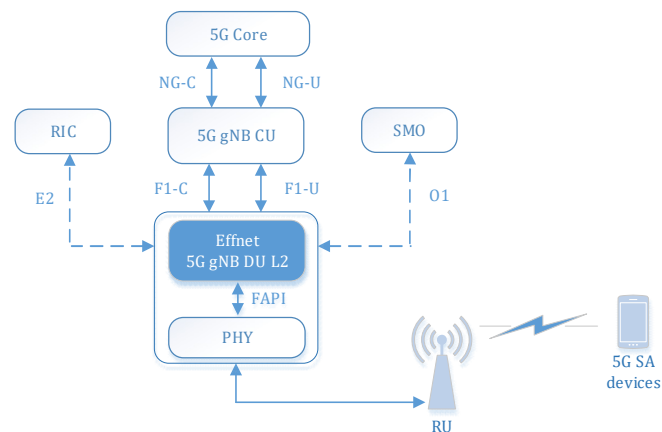 5G Core
NG-C
NG-U
RIC
5G gNB CU
SMO
F1-C
F1-U
E2
O1
Effnet
5G gNB DU L2
FAPI
PHY
5G SA
devices
RU